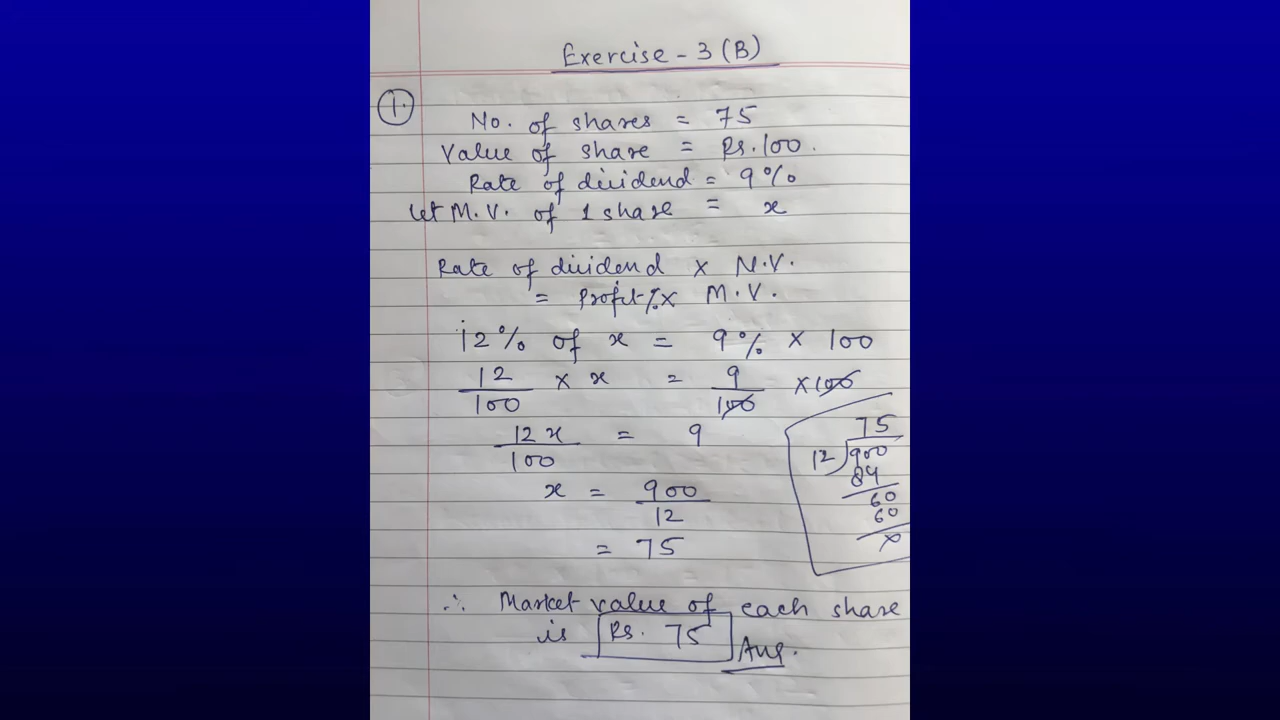 Exercise - 3 (B)
1.
No. of shares = 75
Value of share = Rs. 100.
Rate of dividend = 9%
Let M.V. of 1 share = x
Rate of dividend x N.V.
= Profit % x M.V.
12% of x = 9% x 100
12/100 x x = 9/100 x 100
12x/100 = 9
x = 900/12
= 75
75
12)900
84
60
60
x
∴ Market value of each share
is Rs. 75 Ans.